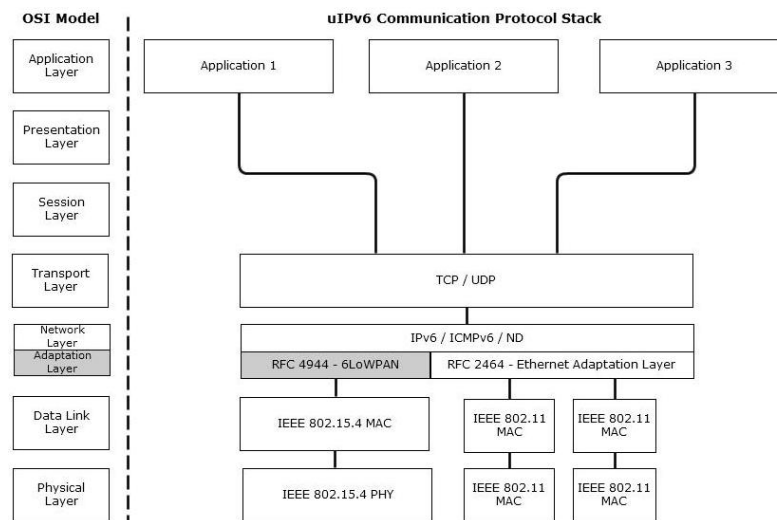 OSI Model
uIPv6 Communication Protocol Stack
Application
Layer
Application 1
Application 2
Application 3
Presentation
Layer
Session
Layer
Transport
Layer
TCP / UDP
Network
Layer
IPv6 / ICMPv6 / ND
Adaptation
Layer
RFC 4944 - 6LoWPAN
RFC 2464 - Ethernet Adaptation Layer
Data Link
Layer
IEEE 802.15.4 MAC
IEEE 802.11
MAC
IEEE 802.11
MAC
Physical
Layer
IEEE 802.15.4 PHY
IEEE 802.11
MAC
IEEE 802.11
MAC